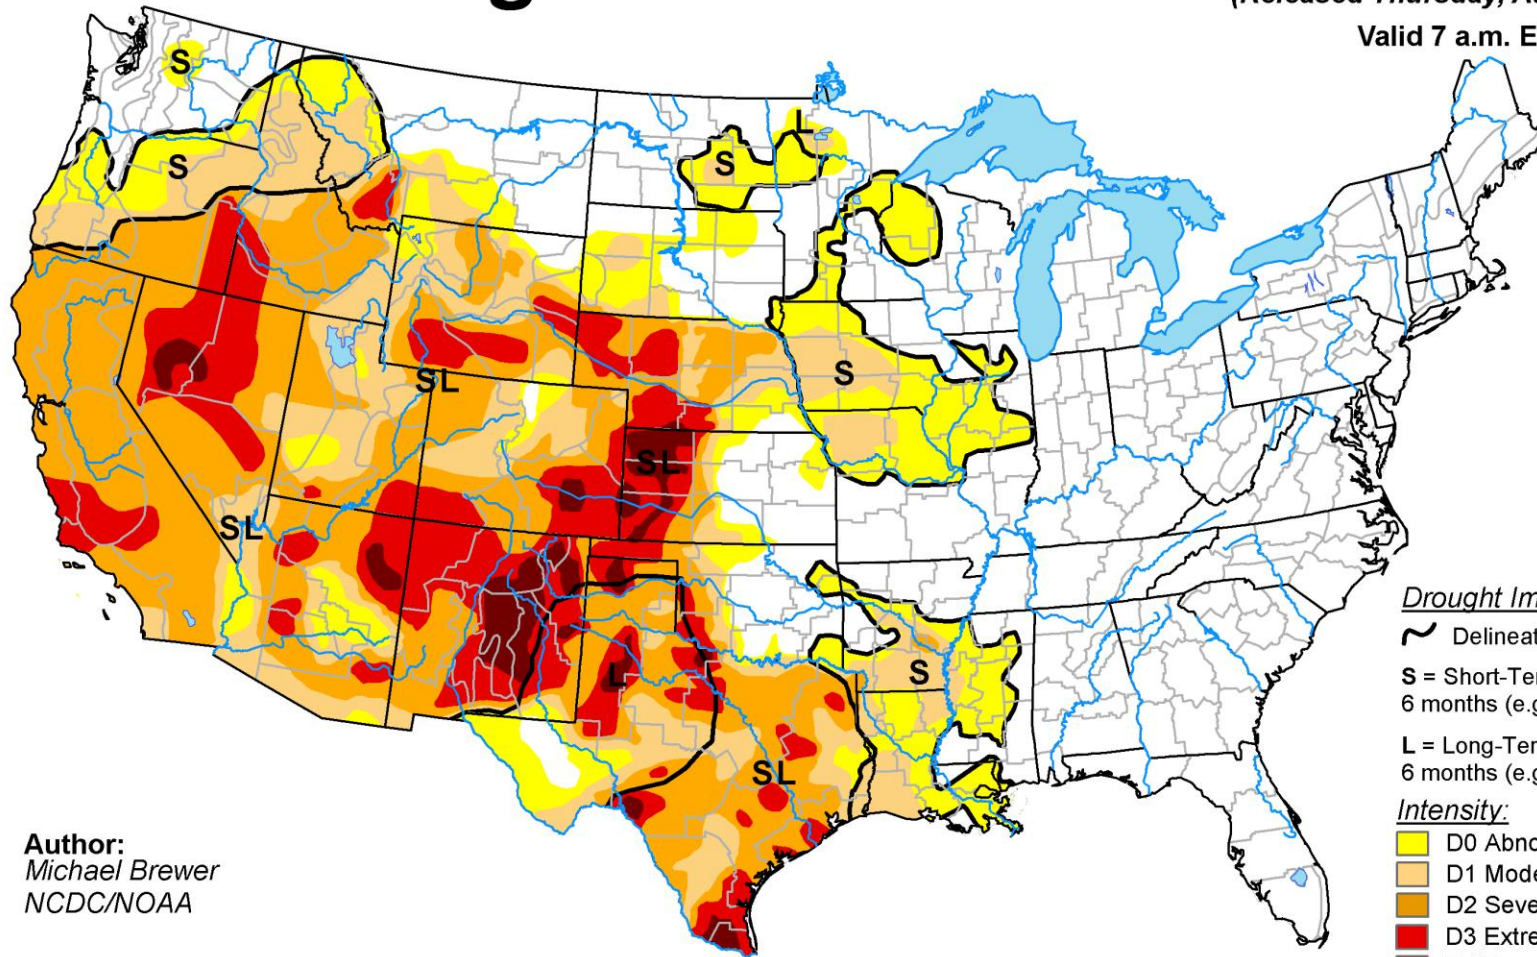 Valid 7 a.m. E
S
L
S
S
S
SL
SL
SL
L
S
SL
Author:
Michael Brewer
NCDC/NOAA
Drought Im
Delineat
S = Short-Ter
6 months (e.g
L = Long-Ter
6 months (e.g
Intensity:
D0 Abno
D1 Mode
D2 Seve
D3 Extre